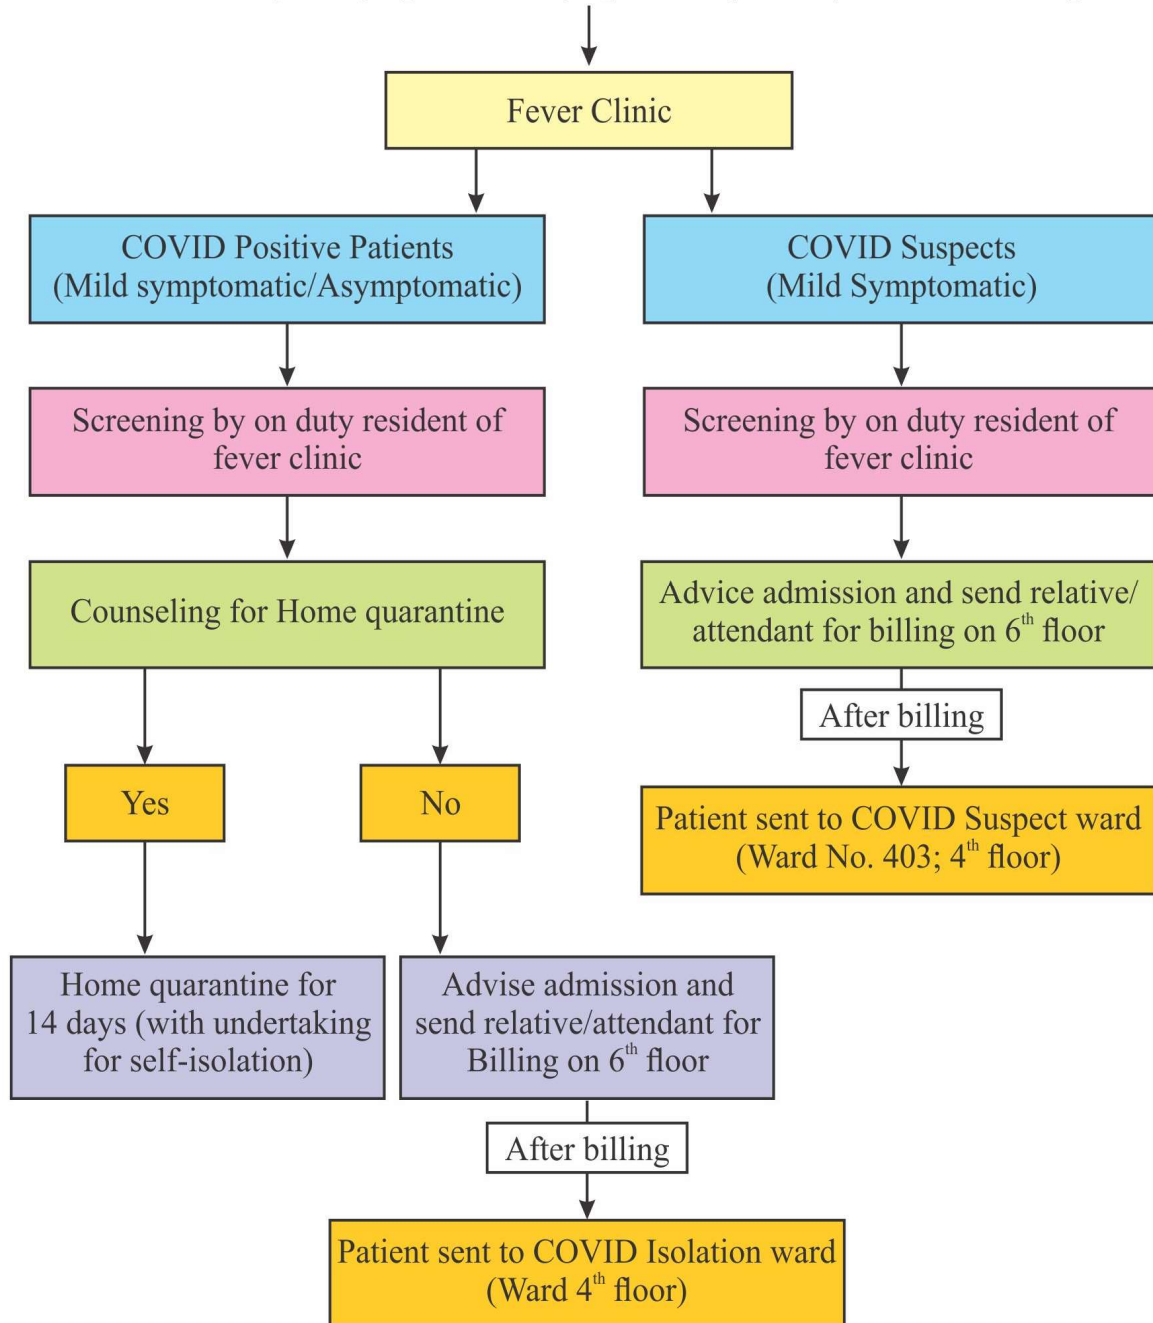 Fever Clinic
COVID Positive Patients
(Mild symptomatic/Asymptomatic)
COVID Suspects
(Mild Symptomatic)
Screening by on duty resident of
fever clinic
Screening by on duty resident of
fever clinic
Counseling for Home quarantine
Advice admission and send relative/
attendant for billing on 6th floor
After billing
Yes
No
Patient sent to COVID Suspect ward
(Ward No. 403; 4th floor)
Home quarantine for
14 days (with undertaking
for self-isolation)
Advise admission and
send relative/attendant for
Billing on 6th floor
After billing
Patient sent to COVID Isolation ward
(Ward 4th floor)